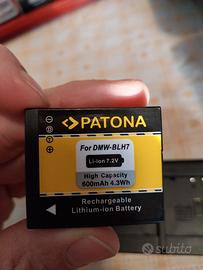 PATONA
For DMW-BLH7
Li-ion 7.2V
High Capacity
600mAh 4.3Wh
Rechargeable
Lithium-ion Battery
subito